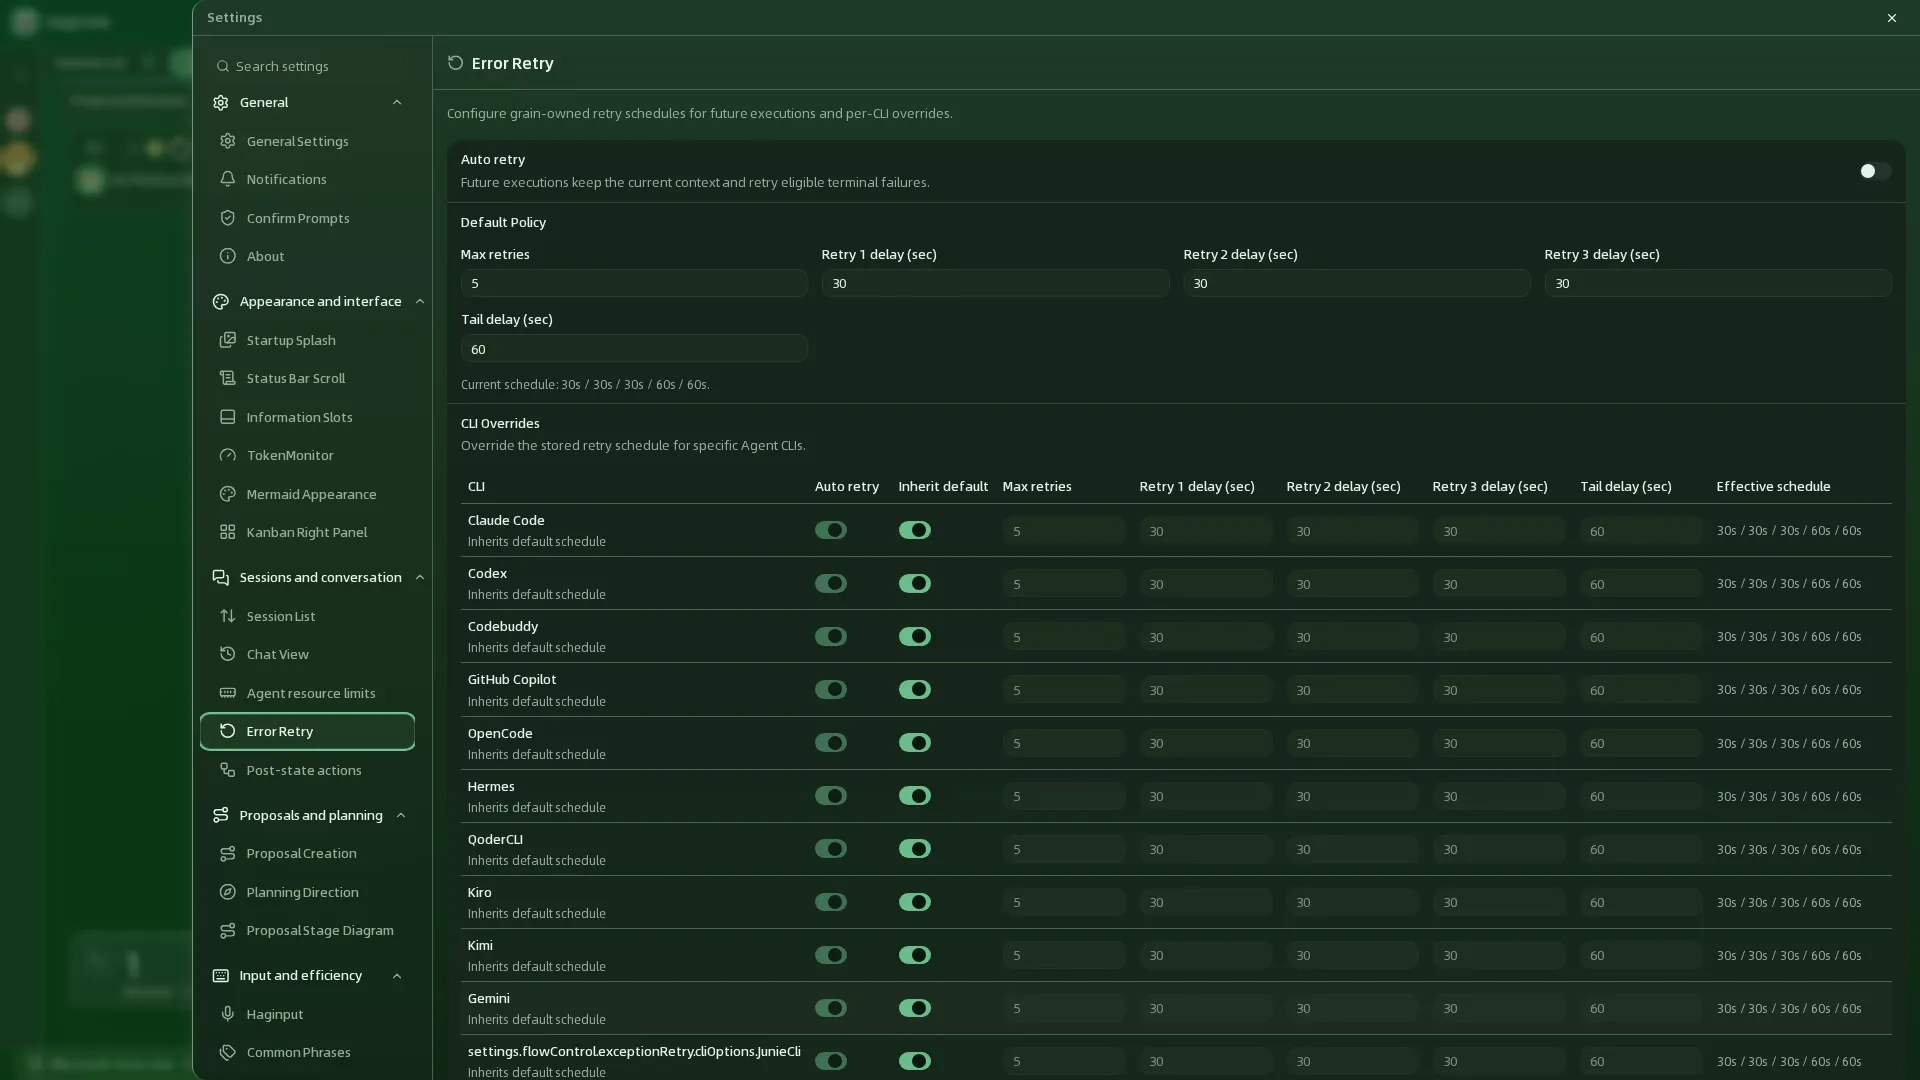 Settings
Search settings
General
General Settings
Notifications
Confirm Prompts
About
Appearance and interface
Startup Splash
Status Bar Scroll
Information Slots
TokenMonitor
Mermaid Appearance
Kanban Right Panel
Sessions and conversation
Session List
Chat View
Agent resource limits
Error Retry
Post-state actions
Proposals and planning
Proposal Creation
Planning Direction
Proposal Stage Diagram
Input and efficiency
Haginput
Common Phrases
Error Retry
Configure grain-owned retry schedules for future executions and per-CLI overrides.
Auto retry
Future executions keep the current context and retry eligible terminal failures.
Default Policy
Max retries Retry 1 delay (sec) Retry 2 delay (sec) Retry 3 delay (sec)
5 30 30 30
Tail delay (sec)
60
Current schedule: 30s / 30s / 30s / 60s / 60s.
CLI Overrides
Override the stored retry schedule for specific Agent CLIs.
CLI Auto retry Inherit default Max retries Retry 1 delay (sec) Retry 2 delay (sec) Retry 3 delay (sec) Tail delay (sec) Effective schedule
Claude Code
Inherits default schedule
5 30 30 30 60 30s / 30s / 30s / 60s / 60s
Codex
Inherits default schedule
5 30 30 30 60 30s / 30s / 30s / 60s / 60s
Codebuddy
Inherits default schedule
5 30 30 30 60 30s / 30s / 30s / 60s / 60s
GitHub Copilot
Inherits default schedule
5 30 30 30 60 30s / 30s / 30s / 60s / 60s
OpenCode
Inherits default schedule
5 30 30 30 60 30s / 30s / 30s / 60s / 60s
Hermes
Inherits default schedule
5 30 30 30 60 30s / 30s / 30s / 60s / 60s
QoderCLI
Inherits default schedule
5 30 30 30 60 30s / 30s / 30s / 60s / 60s
Kiro
Inherits default schedule
5 30 30 30 60 30s / 30s / 30s / 60s / 60s
Kimi
Inherits default schedule
5 30 30 30 60 30s / 30s / 30s / 60s / 60s
Gemini
Inherits default schedule
5 30 30 30 60 30s / 30s / 30s / 60s / 60s
settings.flowControl.exceptionRetry.cliOptions.JunieCli
Inherits default schedule
5 30 30 30 60 30s / 30s / 30s / 60s / 60s